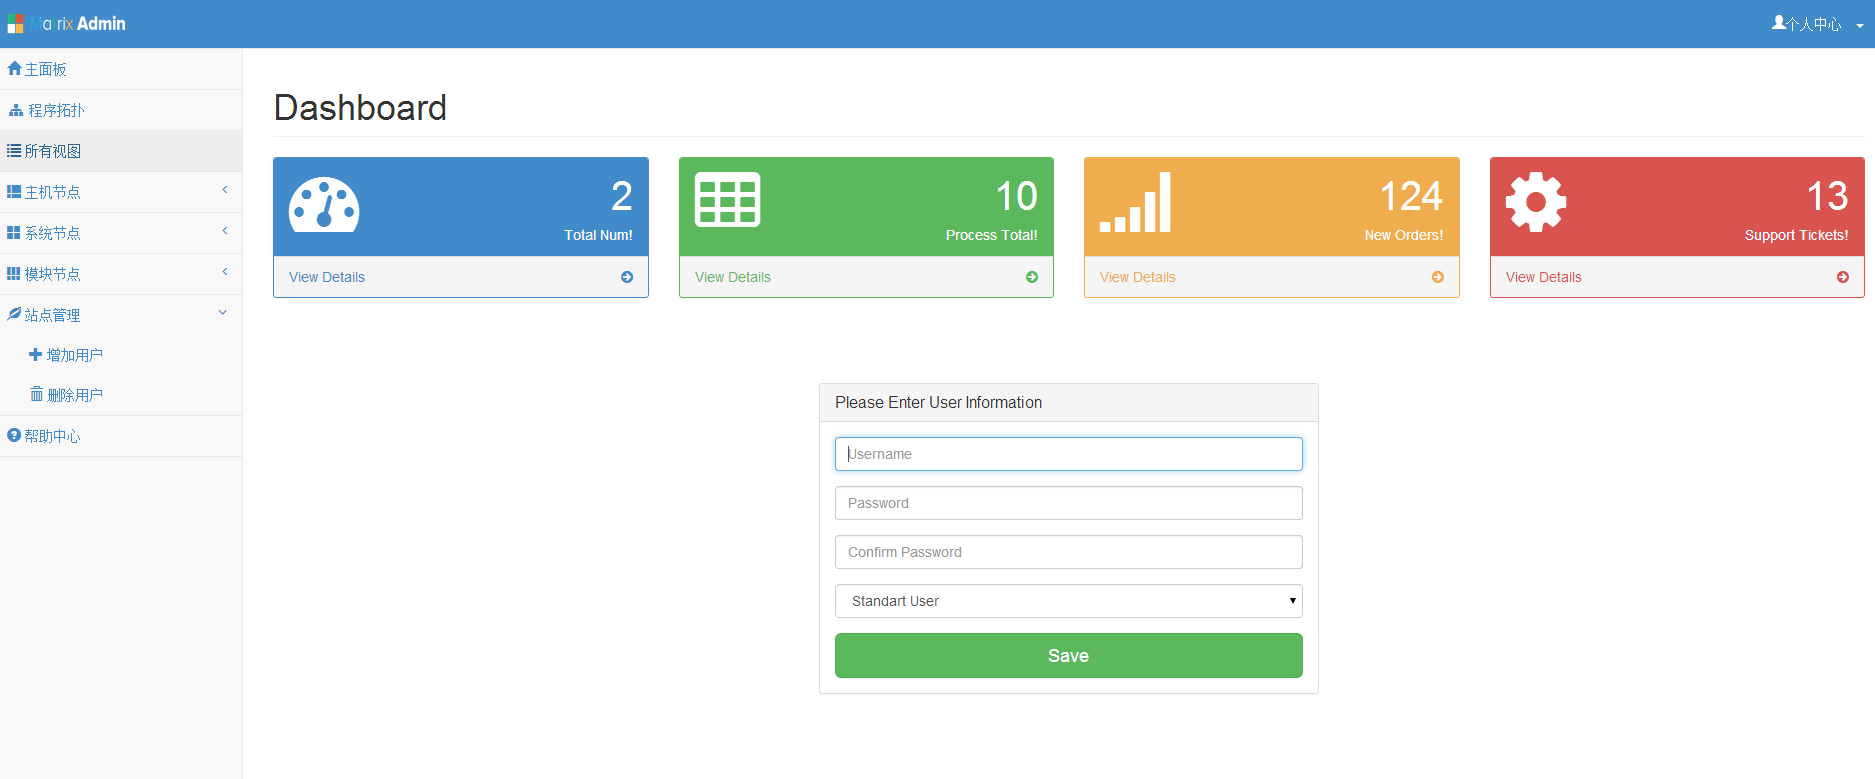 Matrix Admin
个人中心
主面板
程序拓扑
所有视图
主机节点
系统节点
模块节点
站点管理
增加用户
删除用户
帮助中心
Dashboard
2
Total Num!
View Details
10
Process Total!
View Details
124
New Orders!
View Details
13
Support Tickets!
View Details
Please Enter User Information
Username
Password
Confirm Password
Standart User
Save